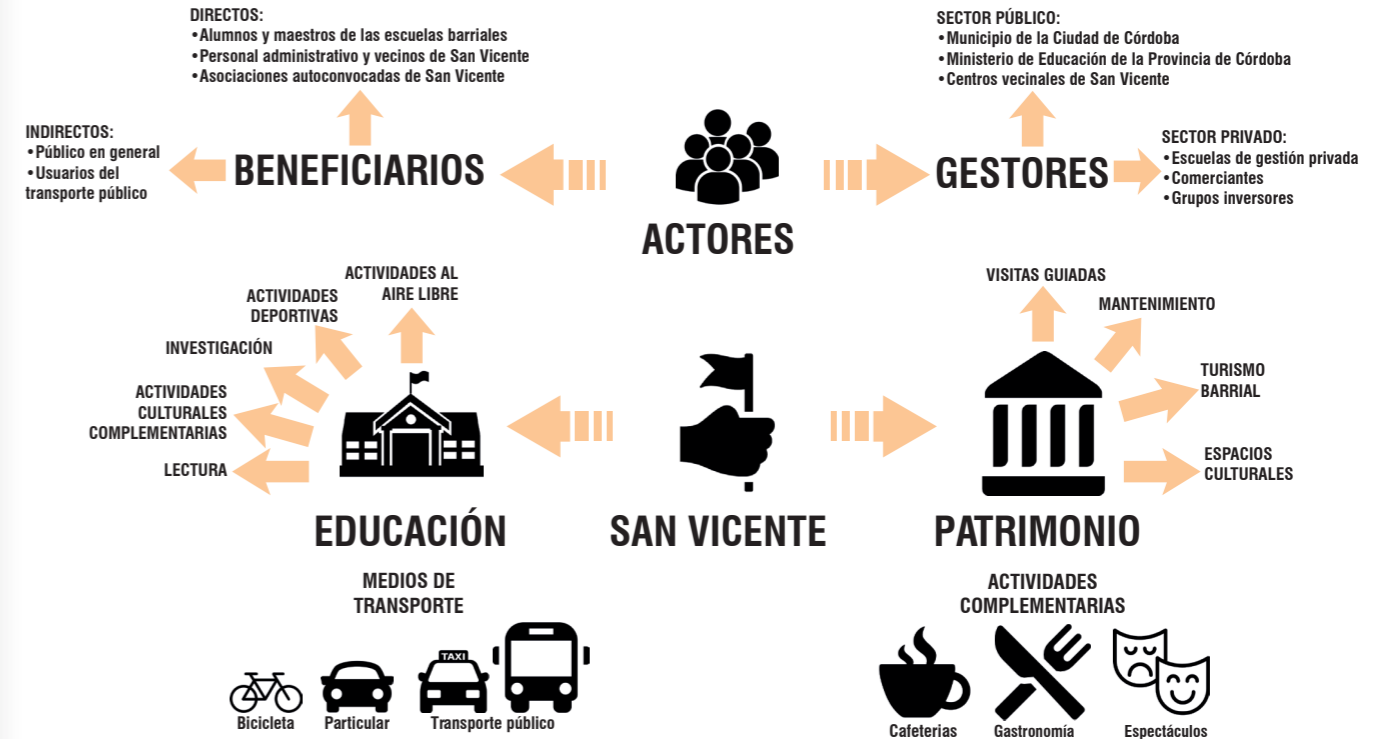 DIRECTOS:
•Alumnos y maestros de las escuelas barriales
•Personal administrativo y vecinos de San Vicente
•Asociaciones autoconvocadas de San Vicente
SECTOR PÚBLICO:
•Municipio de la Ciudad de Córdoba
•Ministerio de Educación de la Provincia de Córdoba
•Centros vecinales de San Vicente
INDIRECTOS:
•Público en general
•Usuarios del
transporte público
BENEFICIARIOS
ACTORES
GESTORES
SECTOR PRIVADO:
•Escuelas de gestión privada
•Comerciantes
•Grupos inversores
ACTIVIDADES AL
AIRE LIBRE
ACTIVIDADES
DEPORTIVAS
INVESTIGACIÓN
ACTIVIDADES
CULTURALES
COMPLEMENTARIAS
LECTURA
VISITAS GUIADAS
MANTENIMIENTO
TURISMO
BARRIAL
ESPACIOS
CULTURALES
EDUCACIÓN
SAN VICENTE
PATRIMONIO
MEDIOS DE
TRANSPORTE
TAXI
Bicicleta
Particular
Transporte público
ACTIVIDADES
COMPLEMENTARIAS
Cafeterias
Gastronomía
Espectáculos